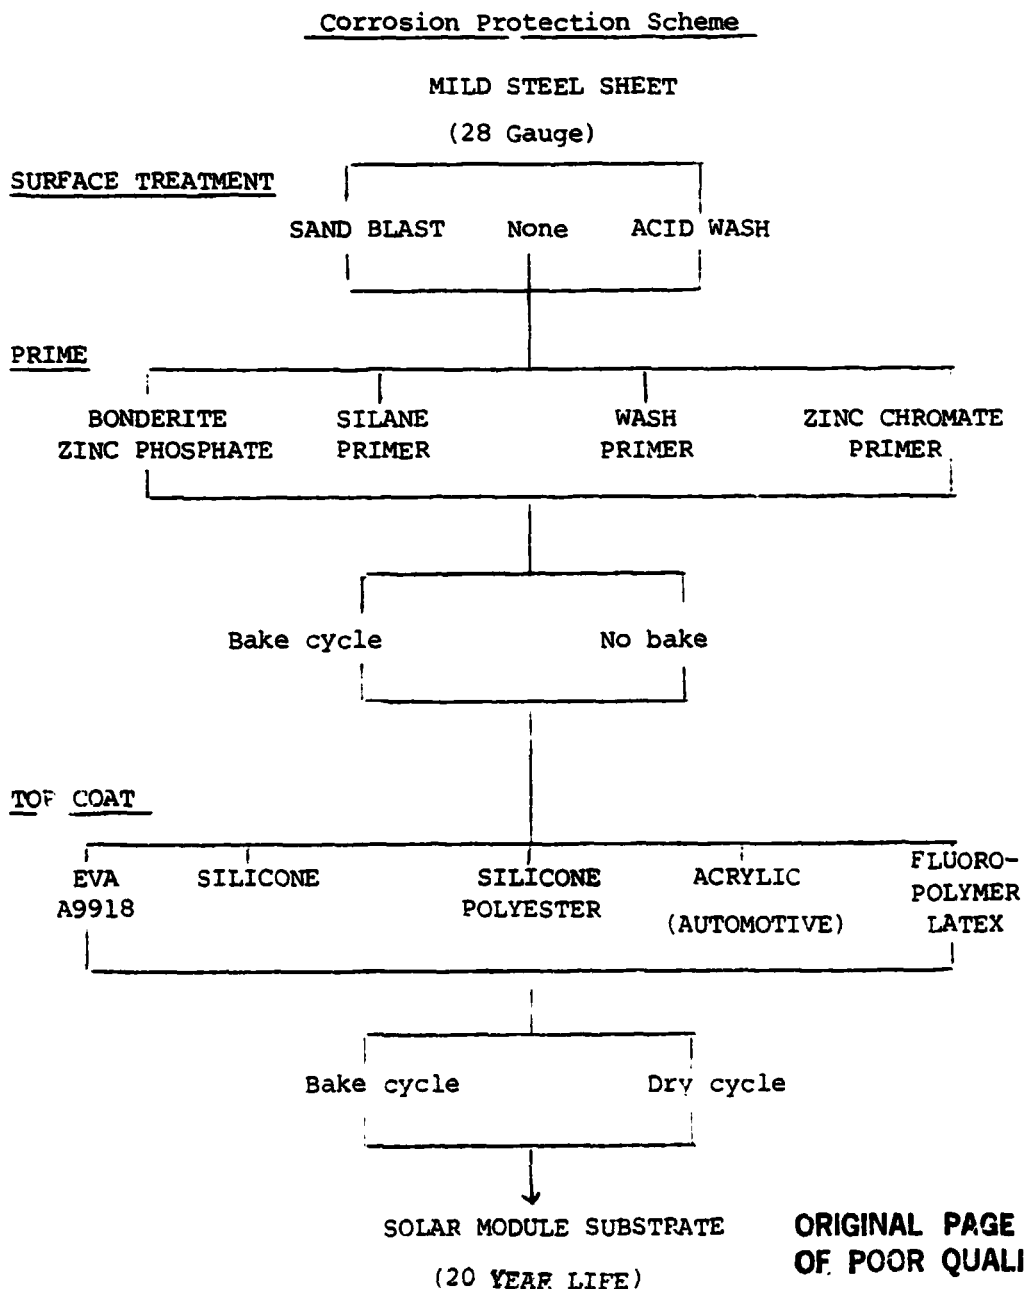 Corrosion Protection Scheme
MILD STEEL SHEET
(28 Gauge)
SURFACE TREATMENT
SAND BLAST None ACID WASH
PRIME
BONDERITE ZINC PHOSPHATE
SILANE PRIMER
WASH PRIMER
ZINC CHROMATE PRIMER
Bake cycle No bake
TOP COAT
EVA A9918
SILICONE
SILICONE POLYESTER
ACRYLIC (AUTOMOTIVE)
FLUORO-
POLYMER
LATEX
Bake cycle Dry cycle
SOLAR MODULE SUBSTRATE
(20 YEAR LIFE)
ORIGINAL PAGE
OF POOR QUALI